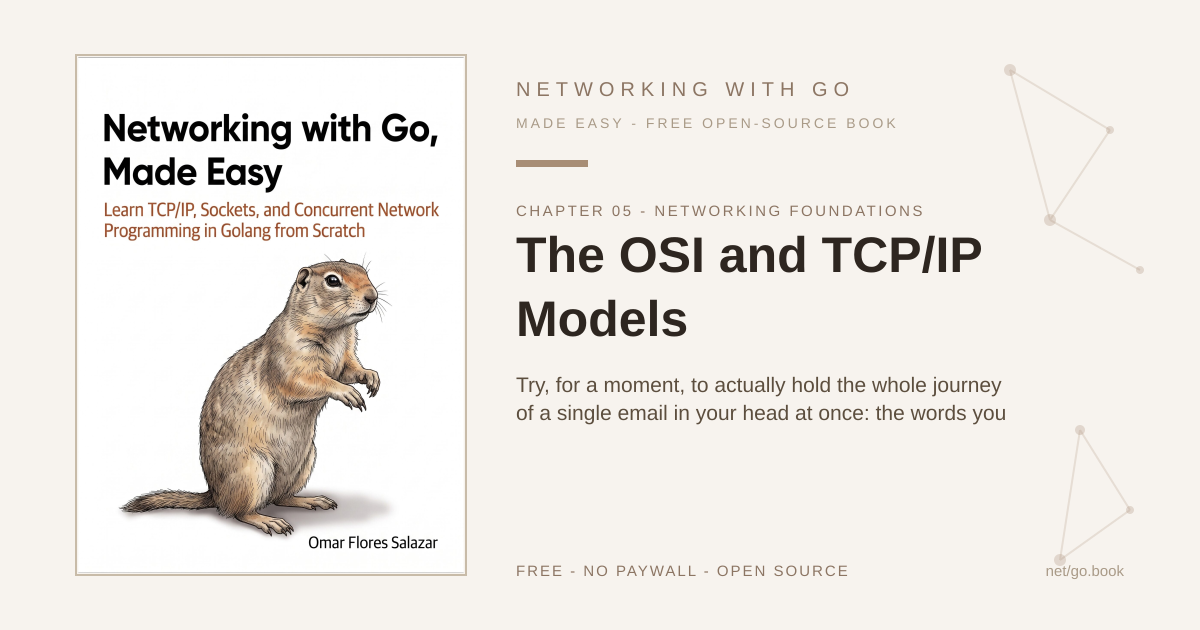 Networking with Go,
Made Easy
Learn TCP/IP, Sockets, and Concurrent Network
Programming in Golang from Scratch
Omar Flores Salazar
NETWORKING WITH GO
MADE EASY - FREE OPEN-SOURCE BOOK
CHAPTER 05 - NETWORKING FOUNDATIONS
The OSI and TCP/IP
Models
Try, for a moment, to actually hold the whole journey
of a single email in your head at once: the words you
FREE - NO PAYWALL - OPEN SOURCE
net/go.book